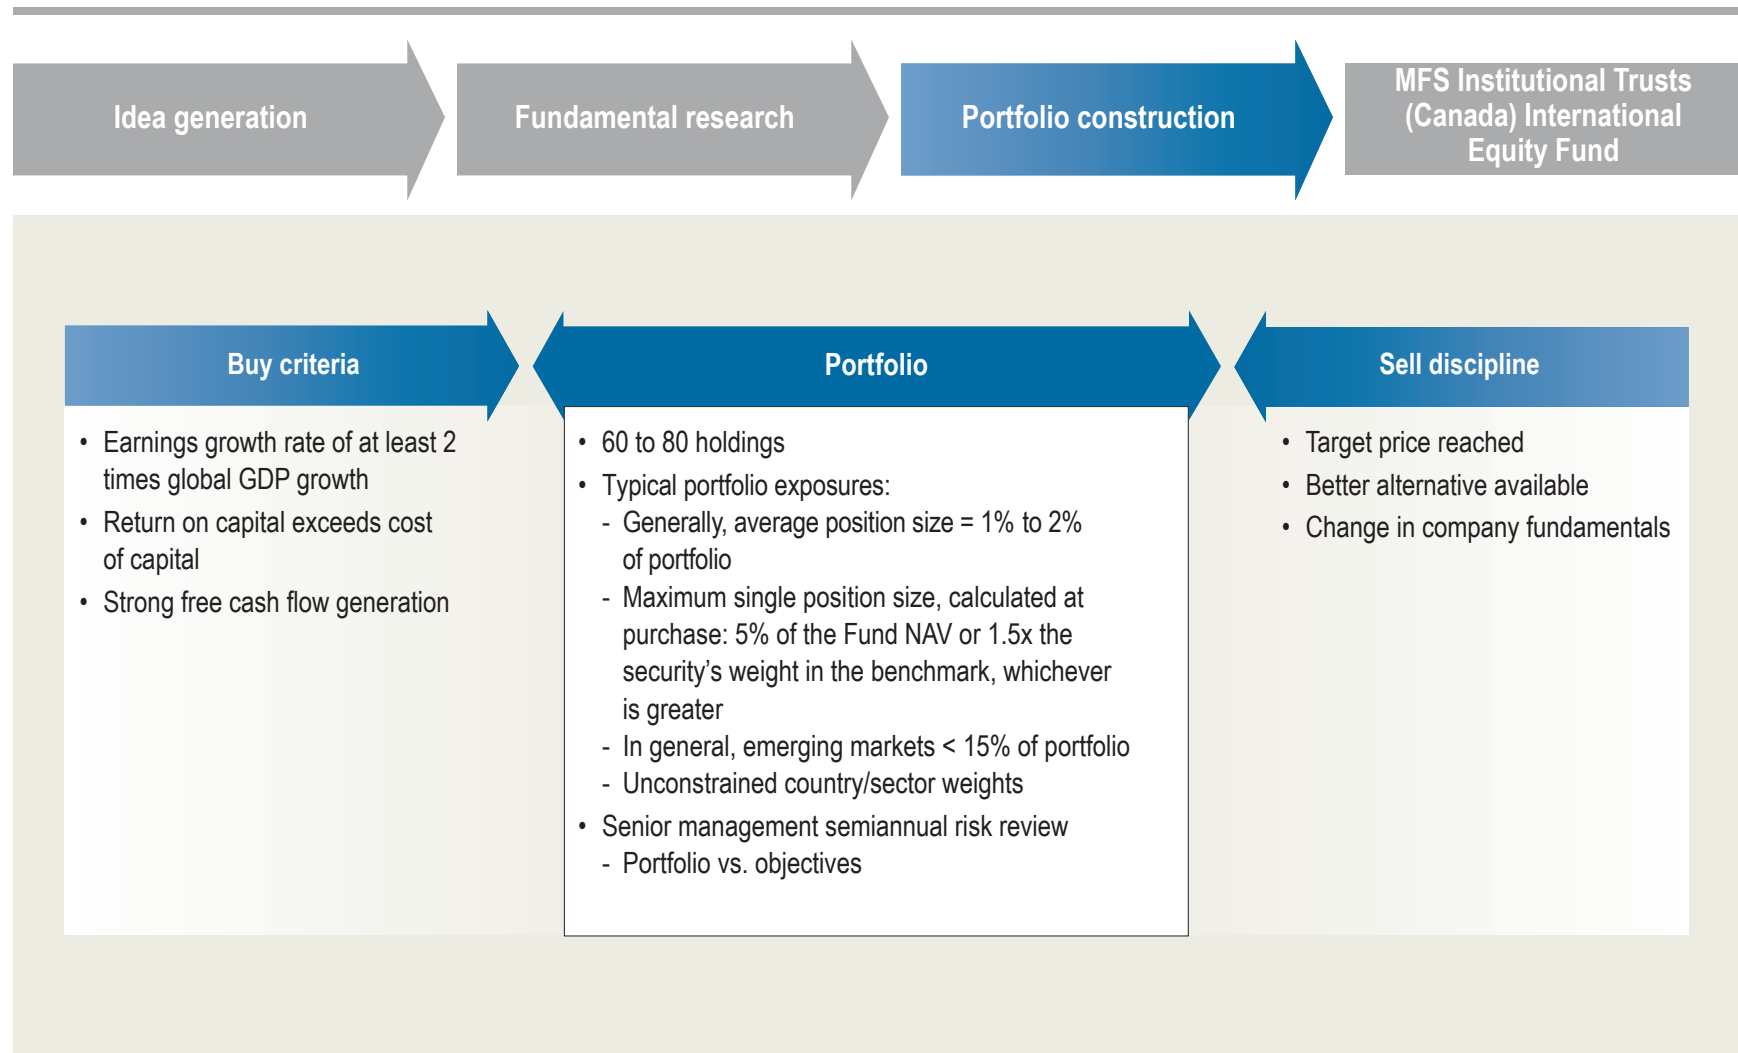 Idea generation
Fundamental research
Portfolio construction
MFS Institutional Trusts
(Canada) International
Equity Fund
Buy criteria
• Earnings growth rate of at least 2
times global GDP growth
• Return on capital exceeds cost
of capital
• Strong free cash flow generation
Portfolio
• 60 to 80 holdings
• Typical portfolio exposures:
- Generally, average position size = 1% to 2%
of portfolio
- Maximum single position size, calculated at
purchase: 5% of the Fund NAV or 1.5x the
security’s weight in the benchmark, whichever
is greater
- In general, emerging markets < 15% of portfolio
- Unconstrained country/sector weights
• Senior management semiannual risk review
- Portfolio vs. objectives
Sell discipline
• Target price reached
• Better alternative available
• Change in company fundamentals